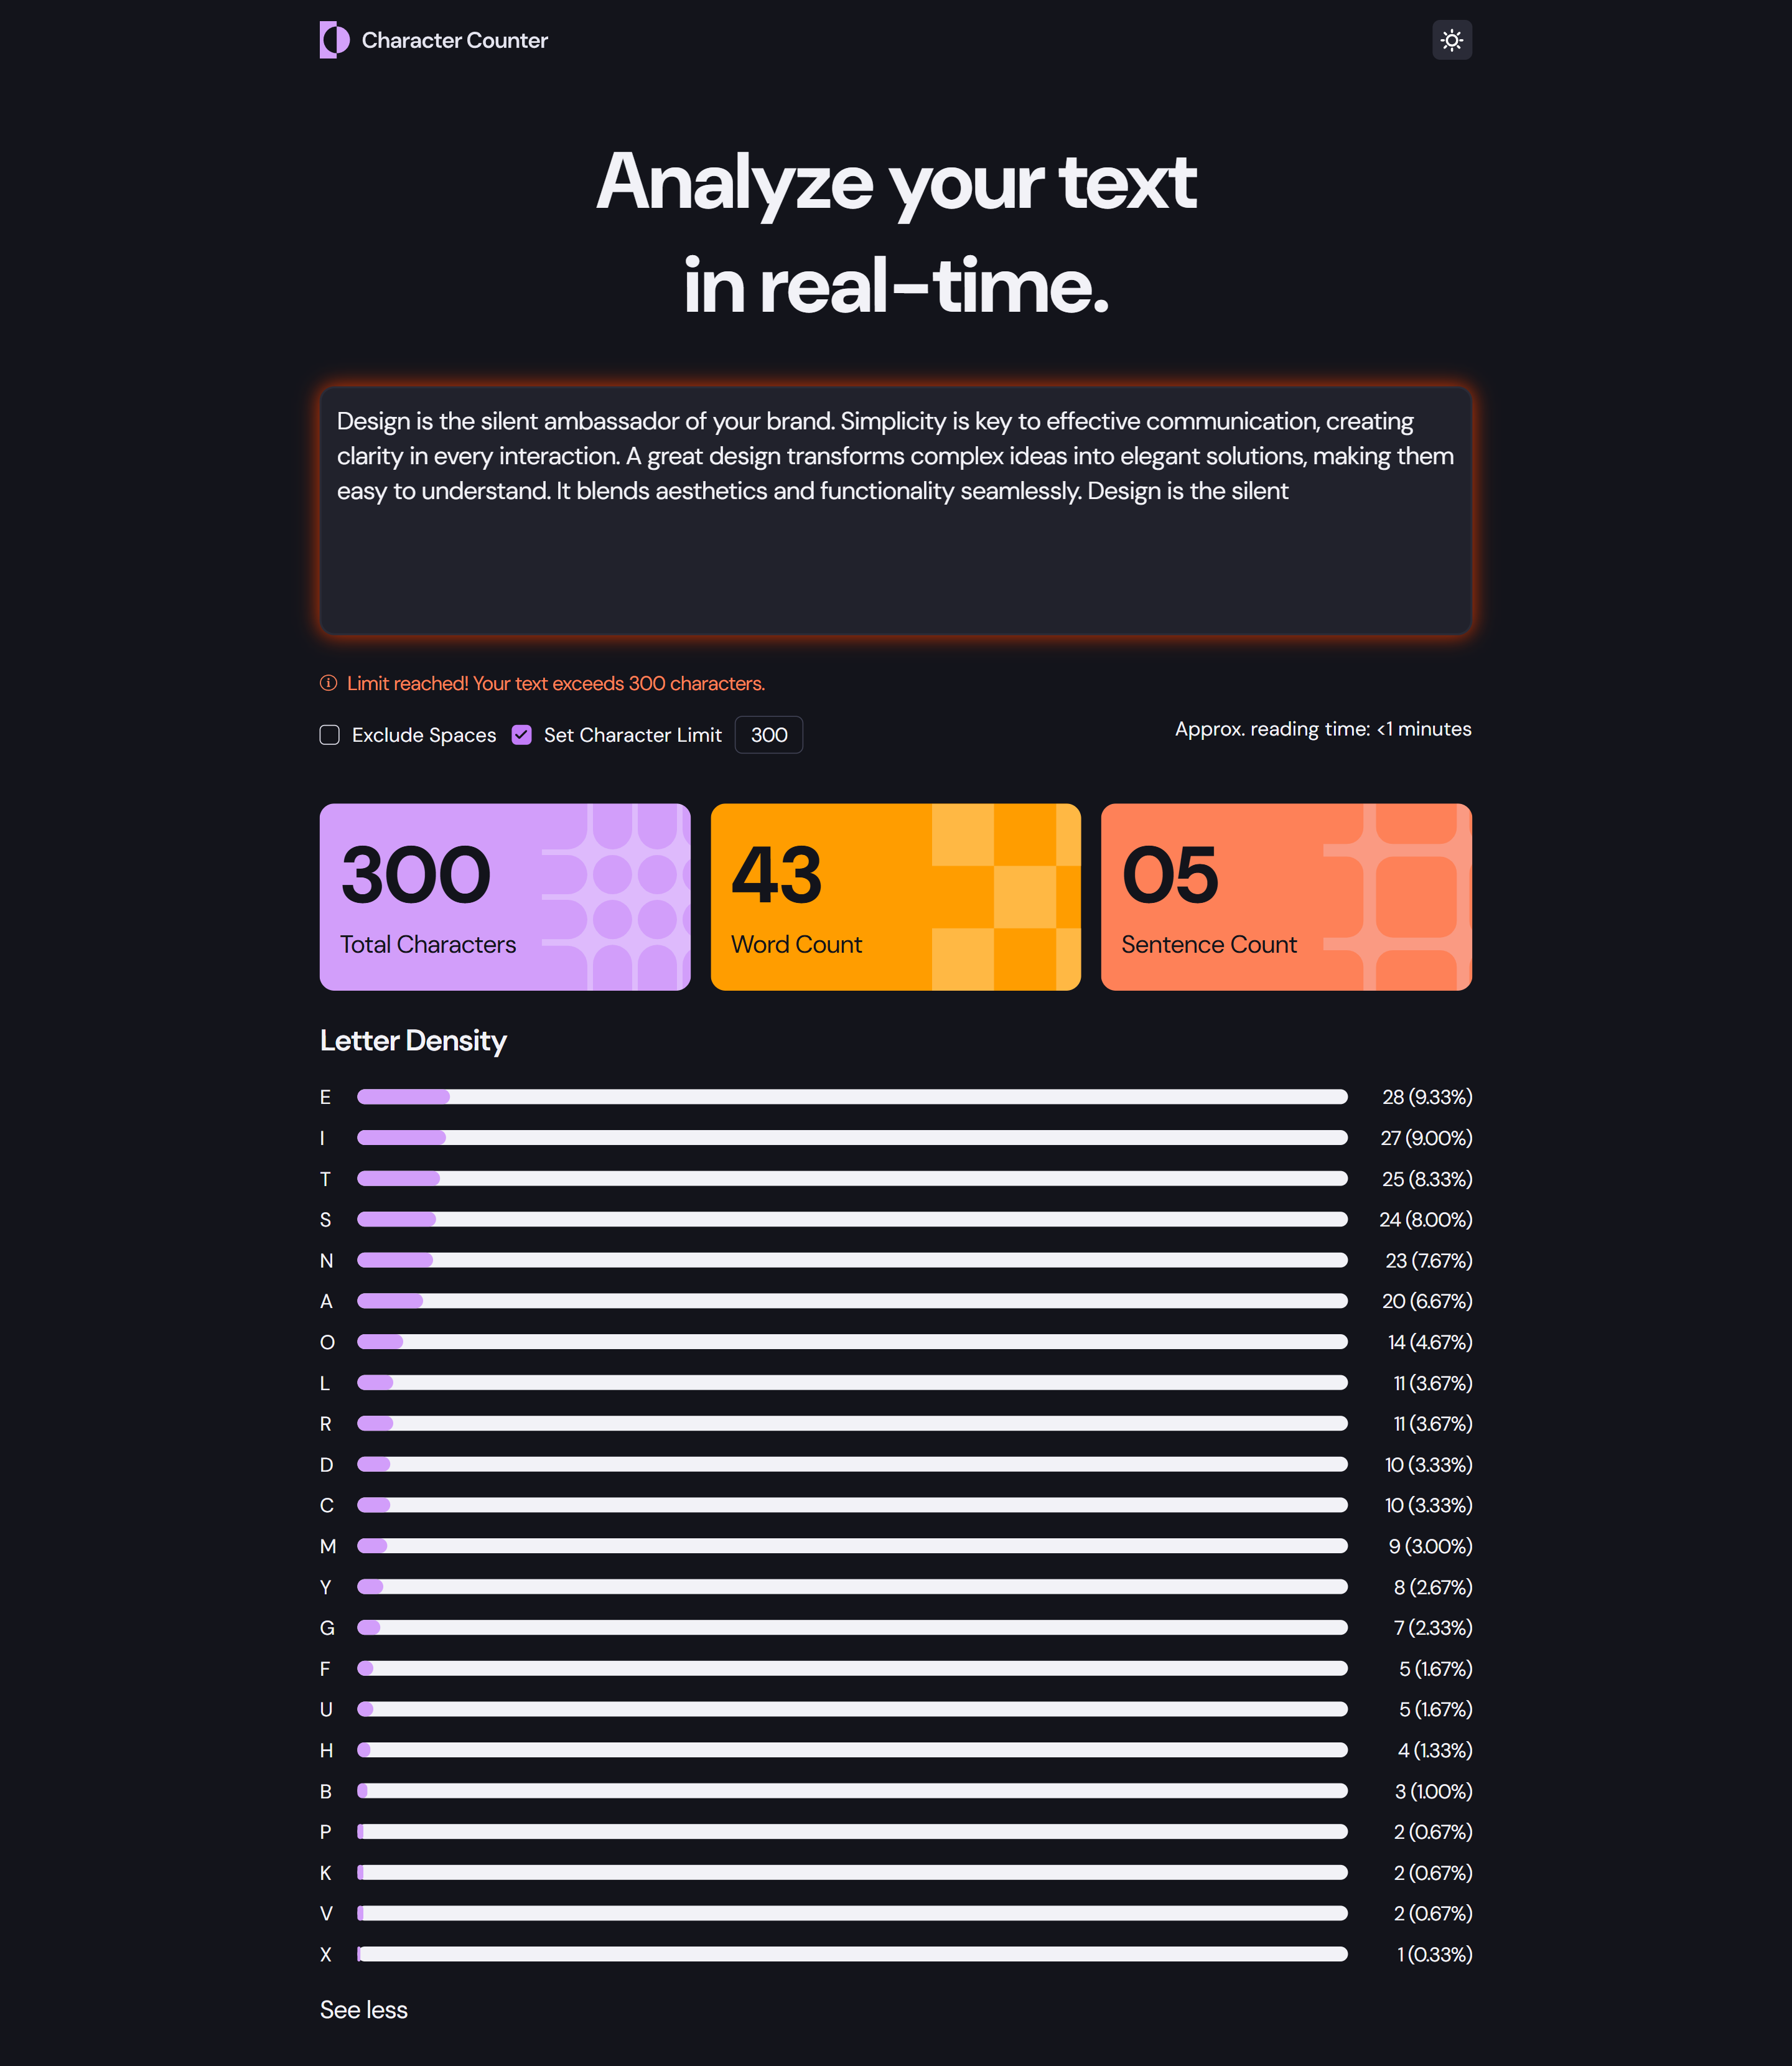 Character Counter
Analyze your text
in real-time.
Design is the silent ambassador of your brand. Simplicity is key to effective communication, creating
clarity in every interaction. A great design transforms complex ideas into elegant solutions, making them
easy to understand. It blends aesthetics and functionality seamlessly. Design is the silent
Limit reached! Your text exceeds 300 characters.
Exclude Spaces Set Character Limit 300 Approx. reading time: <1 minutes
300 43 05
Total Characters Word Count Sentence Count
Letter Density
E 28 (9.33%)
I 27 (9.00%)
T 25 (8.33%)
S 24 (8.00%)
N 23 (7.67%)
A 20 (6.67%)
O 14 (4.67%)
L 11 (3.67%)
R 11 (3.67%)
D 10 (3.33%)
C 10 (3.33%)
M 9 (3.00%)
Y 8 (2.67%)
G 7 (2.33%)
F 5 (1.67%)
U 5 (1.67%)
H 4 (1.33%)
B 3 (1.00%)
P 2 (0.67%)
K 2 (0.67%)
V 2 (0.67%)
X 1 (0.33%)
See less